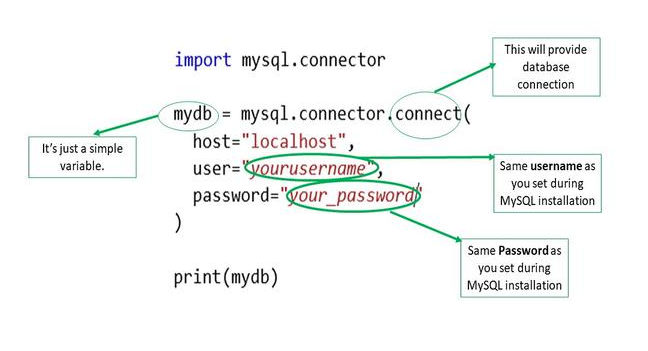 import mysql.connector
This will provide
database
connection
mydb = mysql.connector.connect(
host="localhost",
user="yourusername",
password="your_password"
)
print(mydb)
It's just a simple
variable.
Same username as
you set during
MySQL installation
Same Password as
you set during
MySQL installation